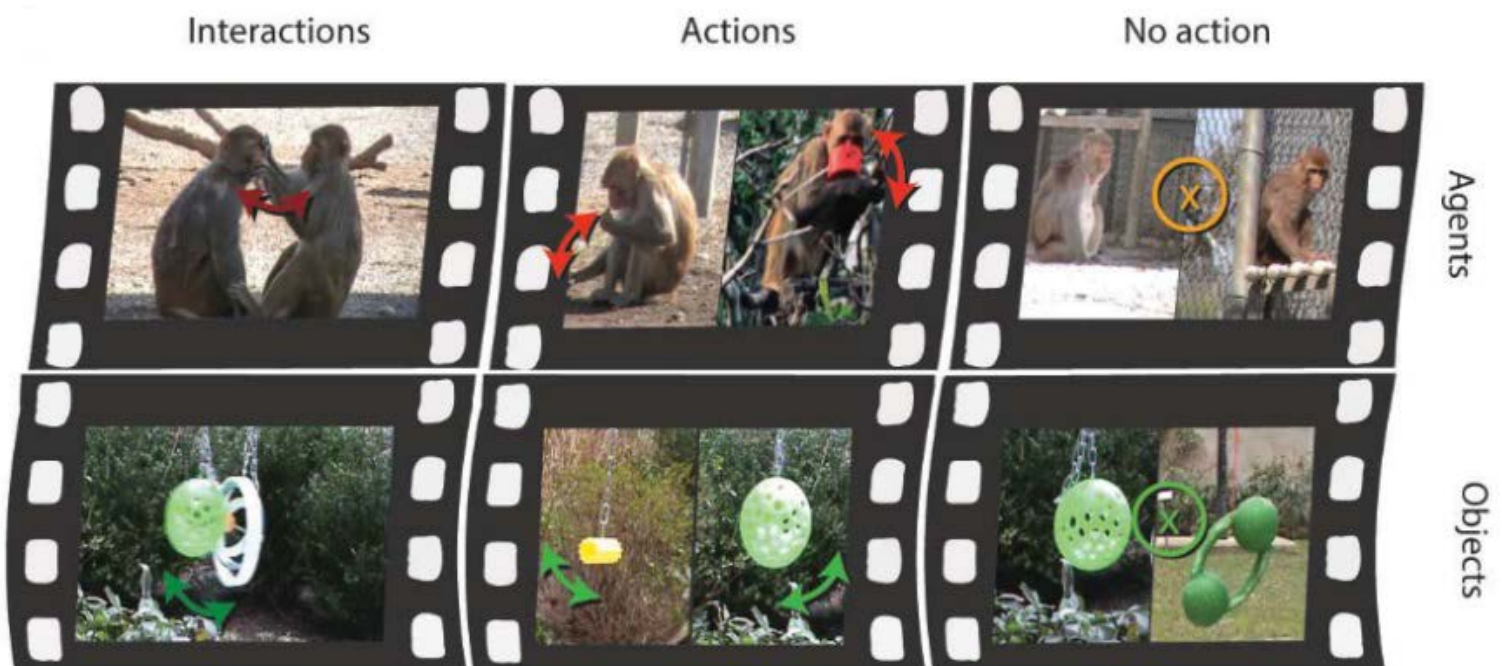 Interactions
Actions
No action
Agents
X
Objects
X